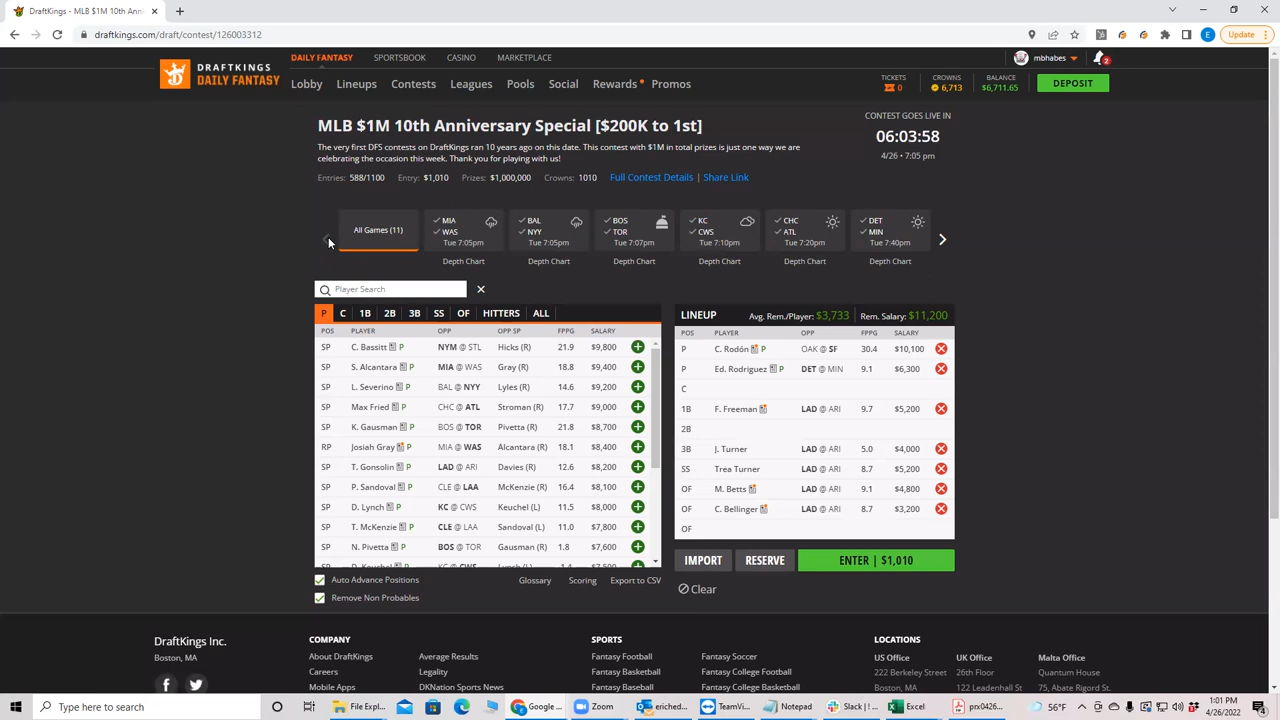 DraftKings - MLB $1M 10th Anni
draftkings.com/draft/contest/126003312
E
Update
DAILY FANTASY
SPORTSBOOK
CASINO
MARKETPLACE
mbhabes
2
DRAFTKINGS
DAILY FANTASY
Lobby
Lineups
Contests
Leagues
Pools
Social
Rewards
Promos
TICKETS
0
CROWNS
6,713
BALANCE
$6,711.65
DEPOSIT
MLB $1M 10th Anniversary Special [$200K to 1st]
CONTEST GOES LIVE IN
06:03:58
4/26 • 7:05 pm
The very first DFS contests on DraftKings ran 10 years ago on this date. This contest with $1M in total prizes is just one way we are
celebrating the occasion this week. Thank you for playing with us!
Entries: 588/1100 Entry: $1,010 Prizes: $1,000,000 Crowns: 1010 Full Contest Details | Share Link
All Games (11)
MIA
WAS
Tue 7:05pm
Depth Chart
BAL
NYY
Tue 7:05pm
Depth Chart
BOS
TOR
Tue 7:07pm
Depth Chart
KC
CWS
Tue 7:10pm
Depth Chart
CHC
ATL
Tue 7:20pm
Depth Chart
DET
MIN
Tue 7:40pm
Depth Chart
Player Search
P C 1B 2B 3B SS OF HITTERS ALL
POS PLAYER OPP OPP SP FPPG SALARY
SP C. Bassitt P NYM @ STL Hicks (R) 21.9 $9,800
SP S. Alcantara P MIA @ WAS Gray (R) 18.8 $9,400
SP L. Severino P BAL @ NYY Lyles (R) 14.6 $9,200
SP Max Fried P CHC @ ATL Stroman (R) 17.7 $9,000
SP K. Gausman P BOS @ TOR Pivetta (R) 21.8 $8,700
RP Josiah Gray P MIA @ WAS Alcantara (R) 18.1 $8,400
SP T. Gonsolin P LAD @ ARI Davies (R) 12.6 $8,200
SP P. Sandoval P CLE @ LAA McKenzie (R) 16.4 $8,100
SP D. Lynch P KC @ CWS Keuchel (L) 11.5 $8,000
SP T. McKenzie P CLE @ LAA Sandoval (L) 11.0 $7,800
SP N. Pivetta P BOS @ TOR Gausman (R) 1.8 $7,600
Auto Advance Positions
Glossary
Scoring
Export to CSV
Remove Non Probables
LINEUP Avg. Rem./Player: $3,733 Rem. Salary: $11,200
POS PLAYER OPP FPPG SALARY
P C. Rodón P OAK @ SF 30.4 $10,100
P Ed. Rodriguez P DET @ MIN 9.1 $6,300
C
1B F. Freeman LAD @ ARI 9.7 $5,200
2B
3B J. Turner LAD @ ARI 5.0 $4,000
SS Trea Turner LAD @ ARI 8.7 $5,200
OF M. Betts LAD @ ARI 9.1 $4,800
OF C. Bellinger LAD @ ARI 8.7 $3,200
OF
IMPORT
RESERVE
ENTER | $1,010
Clear
DraftKings Inc.
Boston, MA
COMPANY
About DraftKings
Careers
Mobile Apps
Average Results
Legality
DKNation Sports News
SPORTS
Fantasy Football
Fantasy Basketball
Fantasy Baseball
Fantasy Soccer
Fantasy College Football
Fantasy College Basketball
LOCATIONS
US Office
222 Berkeley Street
Boston, MA
UK Office
26th Floor
122 Leadenhall St
Malta Office
Quantum House
75, Abate Rigord St.
Type here to search
File Expl...
Google ...
Zoom
eriched...
TeamVi...
Notepad
Slack | !...
Excel
prx0426...
56°F
1:01 PM
4/26/2022